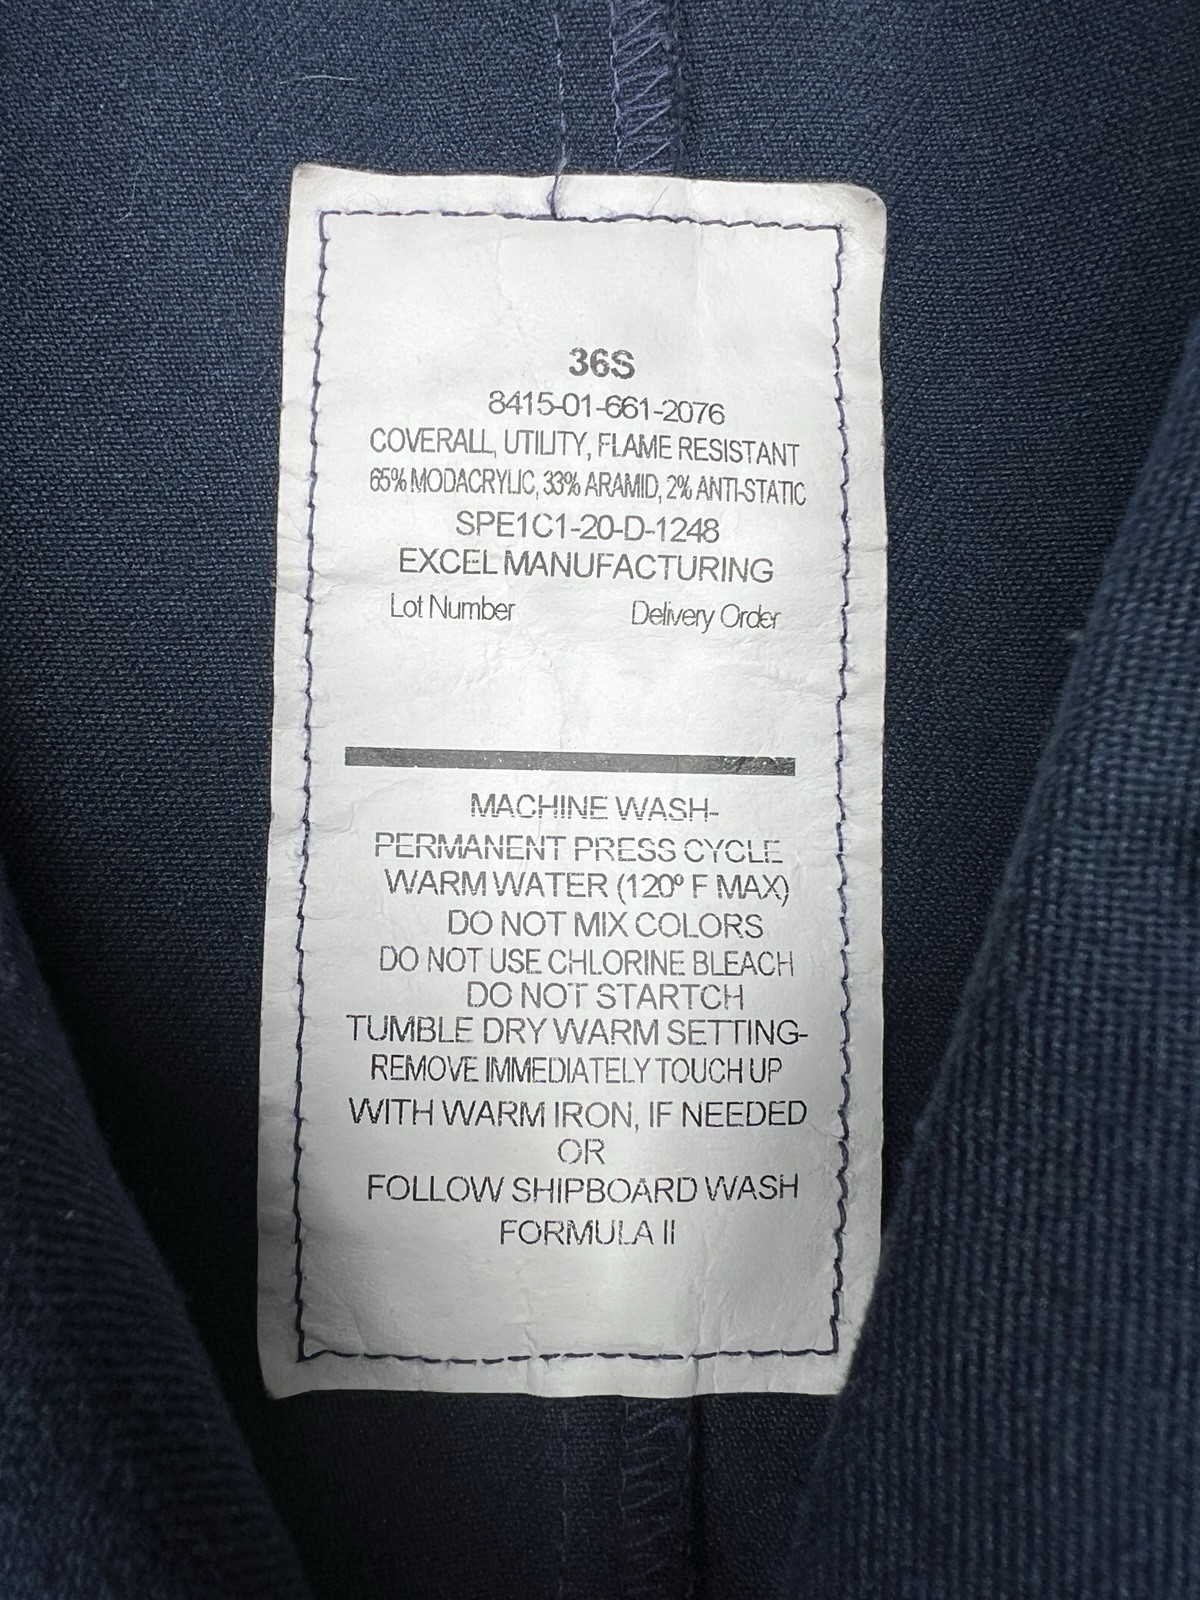 36S
8415-01-661-2076
COVERALL, UTILITY, FLAME RESISTANT
65% MODACRYLIC, 33% ARAMID, 2% ANTI-STATIC
SPE1C1-20-D-1248
EXCEL MANUFACTURING
Lot Number Delivery Order
MACHINE WASH-
PERMANENT PRESS CYCLE
WARM WATER (120º F MAX)
DO NOT MIX COLORS
DO NOT USE CHLORINE BLEACH
DO NOT STARTCH
TUMBLE DRY WARM SETTING-
REMOVE IMMEDIATELY TOUCH UP
WITH WARM IRON, IF NEEDED
OR
FOLLOW SHIPBOARD WASH
FORMULA II